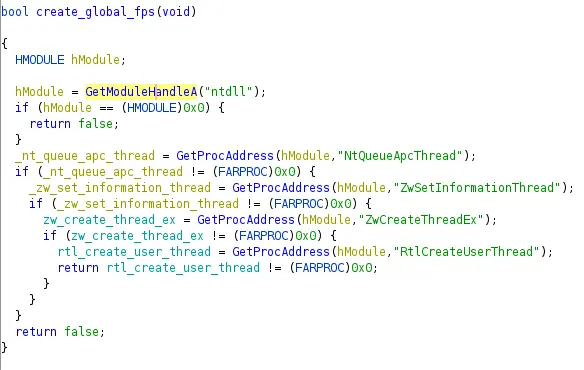 bool create_global_fps(void)
{
HMODULE hModule;
hModule = GetModuleHandleA("ntdll");
if (hModule == (HMODULE)0x0) {
return false;
}
_nt_queue_apc_thread = GetProcAddress(hModule,"NtQueueApcThread");
if (_nt_queue_apc_thread != (FARPROC)0x0) {
_zw_set_information_thread = GetProcAddress(hModule,"ZwSetInformationThread");
if (_zw_set_information_thread != (FARPROC)0x0) {
zw_create_thread_ex = GetProcAddress(hModule,"ZwCreateThreadEx");
if (zw_create_thread_ex != (FARPROC)0x0) {
rtl_create_user_thread = GetProcAddress(hModule,"RtlCreateUserThread");
return rtl_create_user_thread != (FARPROC)0x0;
}
}
}
return false;
}